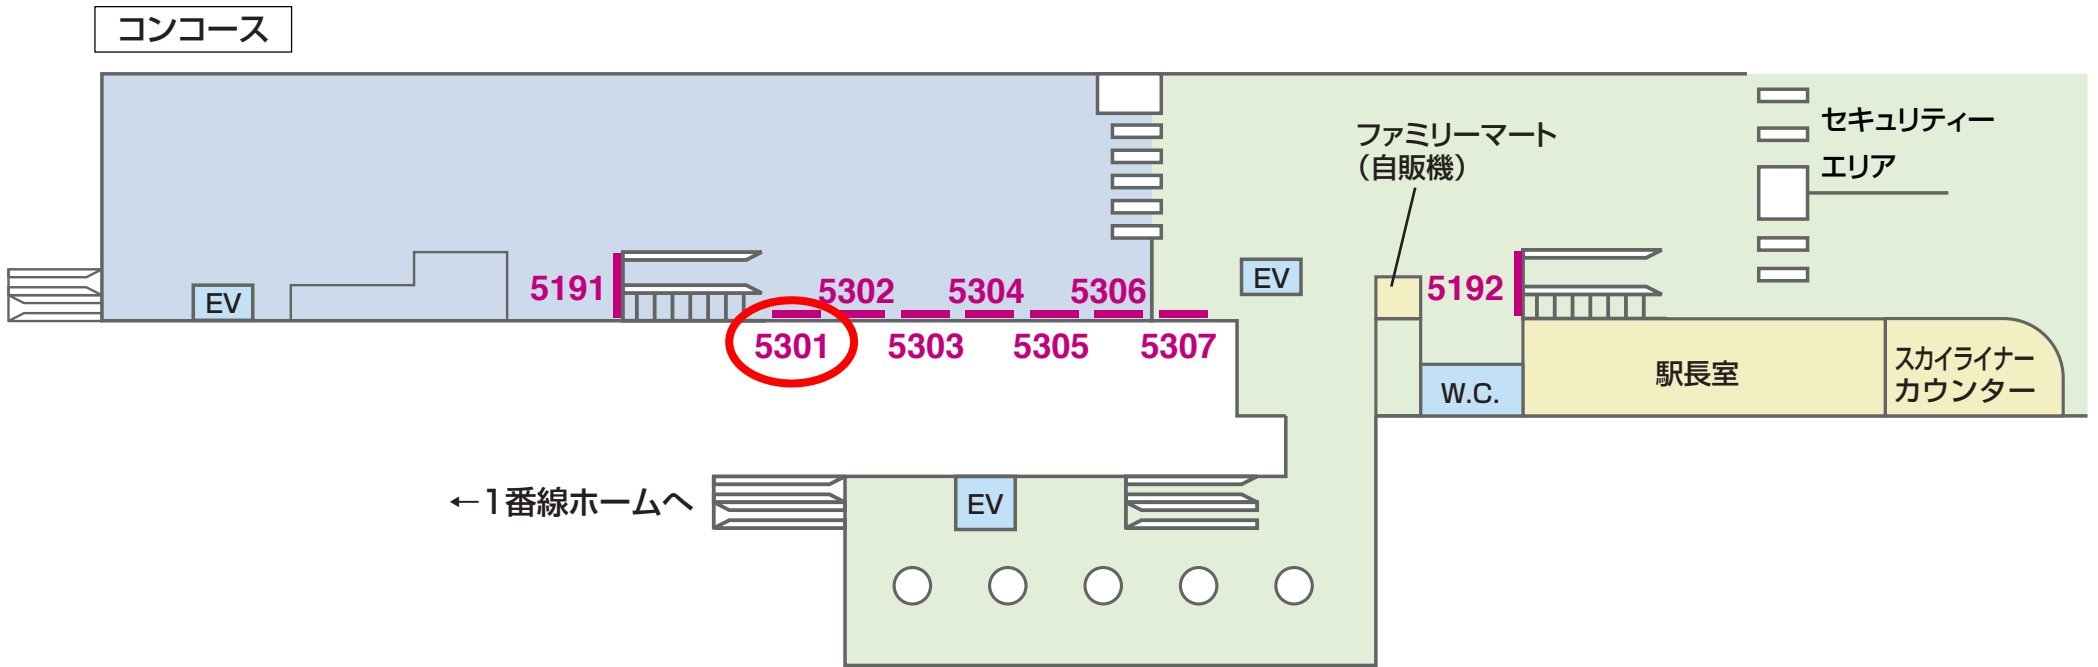 コンコース
セキュリティー
エリア
ファミリーマート
（自販機）
EV
5191
5302
5304
5306
EV
5192
5301
5303
5305
5307
駅長室
スカイライナー
カウンター
W.C.
←1番線ホームへ
EV